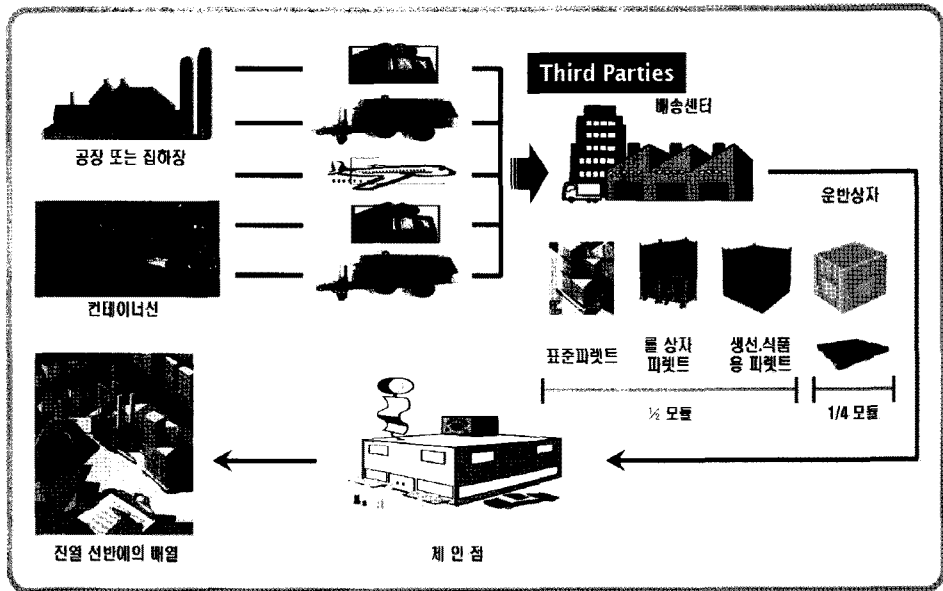 Third Parties
배송센터
공장 또는 집하장
운반상자
컨테이너선
표준파렛트
롤 상자
파렛트
생선.식품
용 파렛트
½ 모듈
1/4 모듈
진열 선반에의 배열
체 인 점